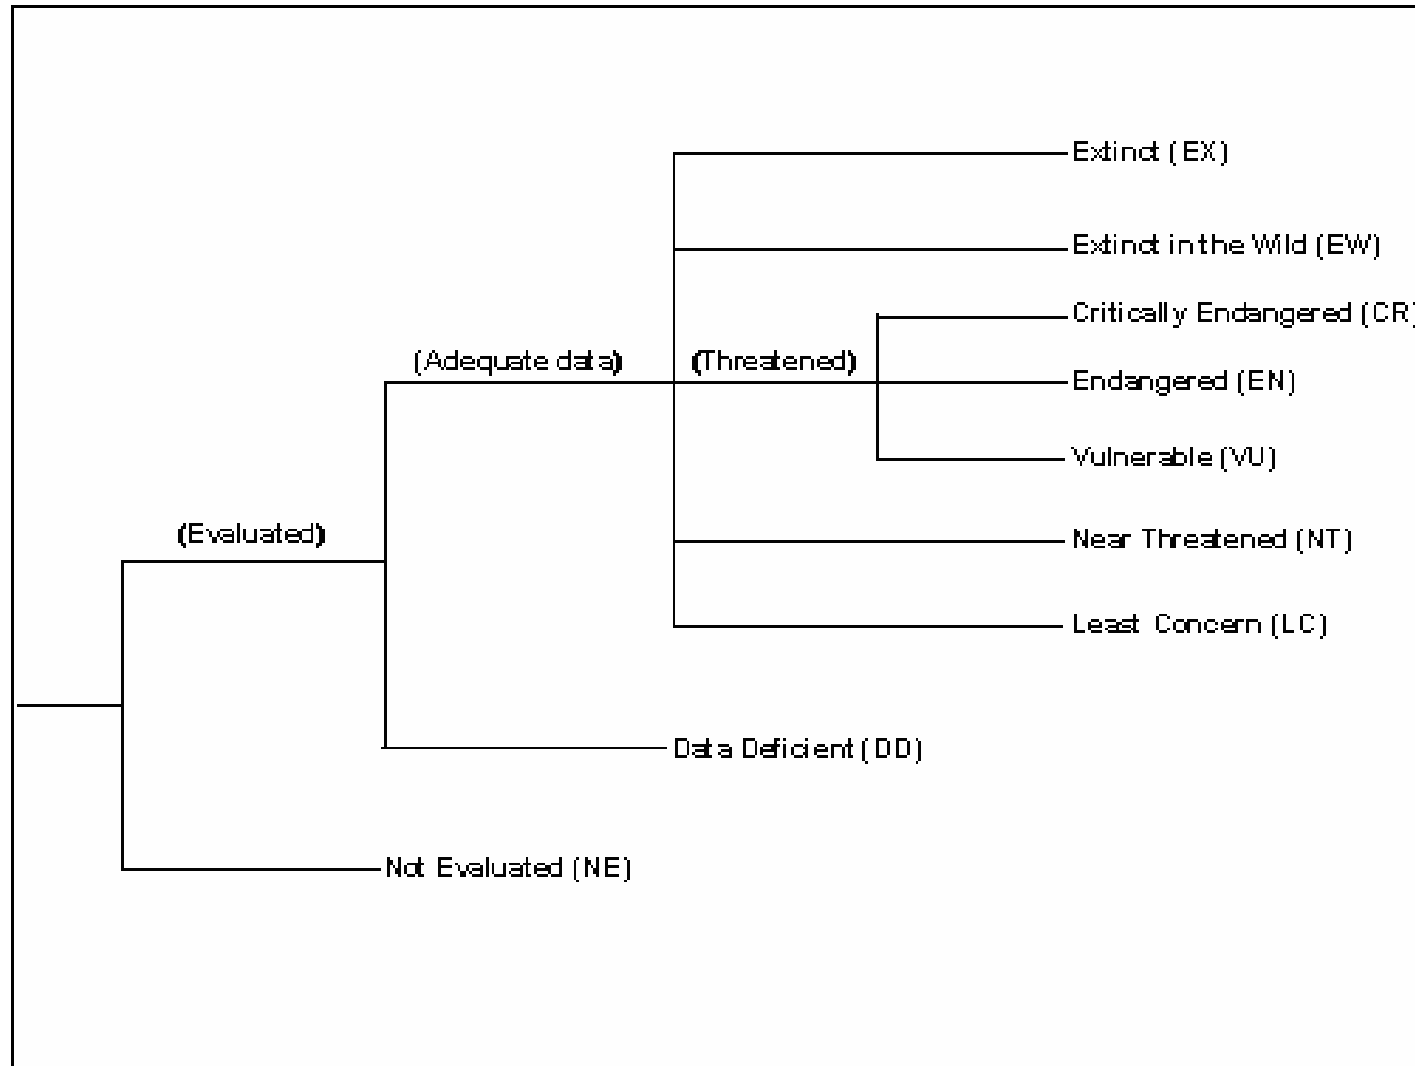 Extinct (EX)
Extinct in the Wild (EW)
Critically Endangered (CR)
(Adequate data)
(Threatened)
Endangered (EN)
Vulnerable (VU)
(Evaluated)
Near Threatened (NT)
Least Concern (LC)
Data Deficient (DD)
Not Evaluated (NE)